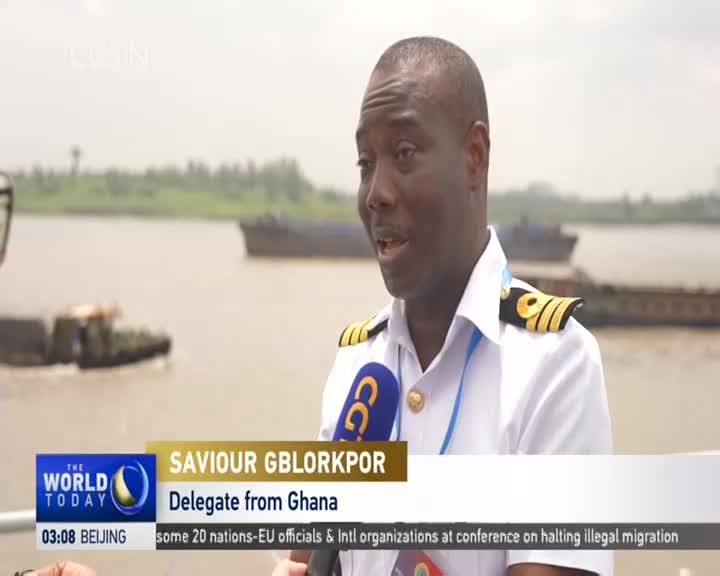 CGTN
CGT
SAVIOUR GBLORKPOR
Delegate from Ghana
THE
WORLD
TODAY
03:08 BEIJING
some 20 nations-EU officials & Intl organizations at conference on halting illegal migration